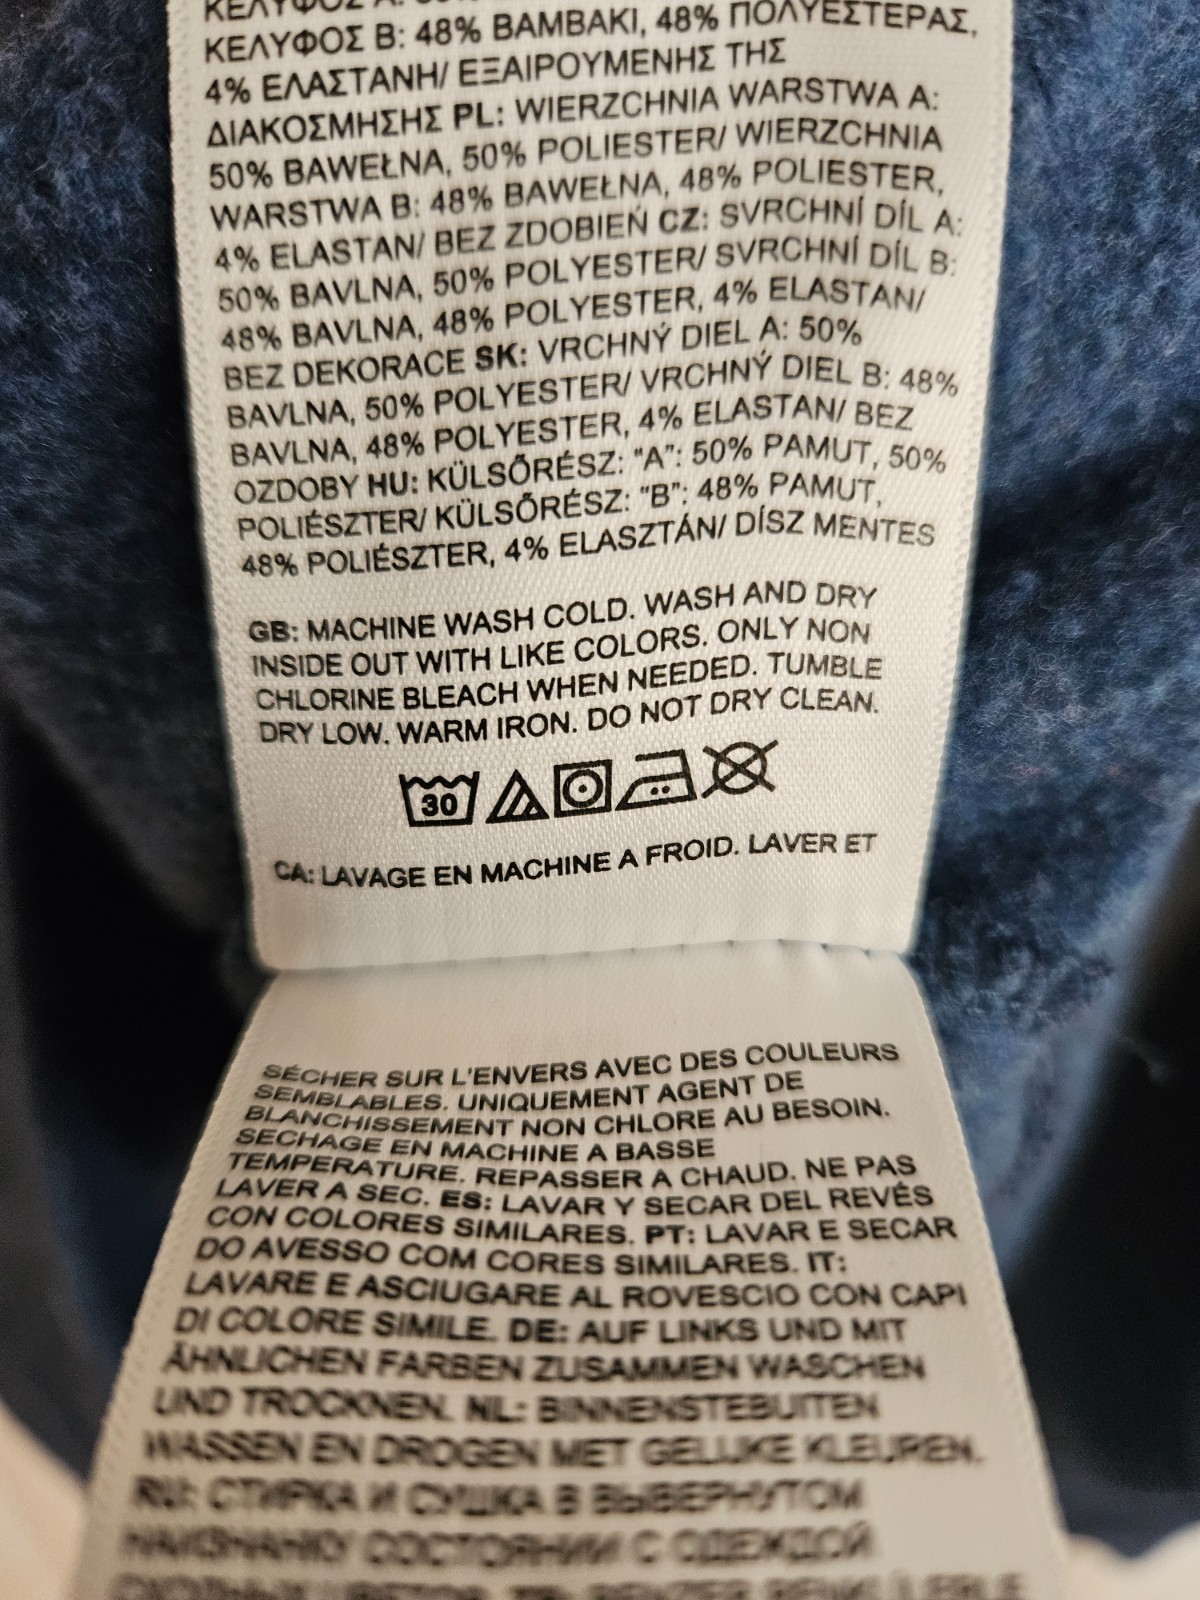 ΚΕΛΥΦΟΣ A:
ΚΕΛΥΦΟΣ B: 48% ΒΑΜΒΑΚΙ, 48% ΠΟΛΥΕΣΤΕΡΑΣ,
4% ΕΛΑΣΤΑΝΗ/ ΕΞΑΙΡΟΥΜΕΝΗΣ ΤΗΣ
ΔΙΑΚΟΣΜΗΣΗΣ PL: WIERZCHNIA WARSTWA A:
50% BAWEŁNA, 50% POLIESTER/ WIERZCHNIA
WARSTWA B: 48% BAWEŁNA, 48% POLIESTER,
4% ELASTAN/ BEZ ZDOBIEŃ CZ: SVRCHNÍ DÍL A:
50% BAVLNA, 50% POLYESTER/ SVRCHNÍ DÍL B:
48% BAVLNA, 48% POLYESTER, 4% ELASTAN/
BEZ DEKORACE SK: VRCHNÝ DIEL A: 50%
BAVLNA, 50% POLYESTER/ VRCHNÝ DIEL B: 48%
BAVLNA, 48% POLYESTER, 4% ELASTAN/ BEZ
OZDOBY HU: KÜLSŐRÉSZ: "A": 50% PAMUT, 50%
POLIÉSZTER/ KÜLSŐRÉSZ: "B": 48% PAMUT,
48% POLIÉSZTER, 4% ELASZTÁN/ DÍSZ MENTES
GB: MACHINE WASH COLD. WASH AND DRY
INSIDE OUT WITH LIKE COLORS. ONLY NON
CHLORINE BLEACH WHEN NEEDED. TUMBLE
DRY LOW. WARM IRON. DO NOT DRY CLEAN.
30
CA: LAVAGE EN MACHINE A FROID. LAVER ET
SÉCHER SUR L'ENVERS AVEC DES COULEURS
SEMBLABLES. UNIQUEMENT AGENT DE
BLANCHISSEMENT NON CHLORE AU BESOIN.
SECHAGE EN MACHINE A BASSE
TEMPERATURE. REPASSER A CHAUD. NE PAS
LAVER A SEC. ES: LAVAR Y SECAR DEL REVÉS
CON COLORES SIMILARES. PT: LAVAR E SECAR
DO AVESSO COM CORES SIMILARES. IT:
LAVARE E ASCIUGARE AL ROVESCIO CON CAPI
DI COLORE SIMILE. DE: AUF LINKS UND MIT
ÄHNLICHEN FARBEN ZUSAMMEN WASCHEN
UND TROCKNEN. NL: BINNENSTEBUITEN
WASSEN EN DROGEN MET GELIJKE KLEUREN.
RU: СТИРКА И СУШКА В ВЫВЕРНУТОМ
НАИЗНАНКУ СОСТОЯНИИ С ОДЕЖДОЙ